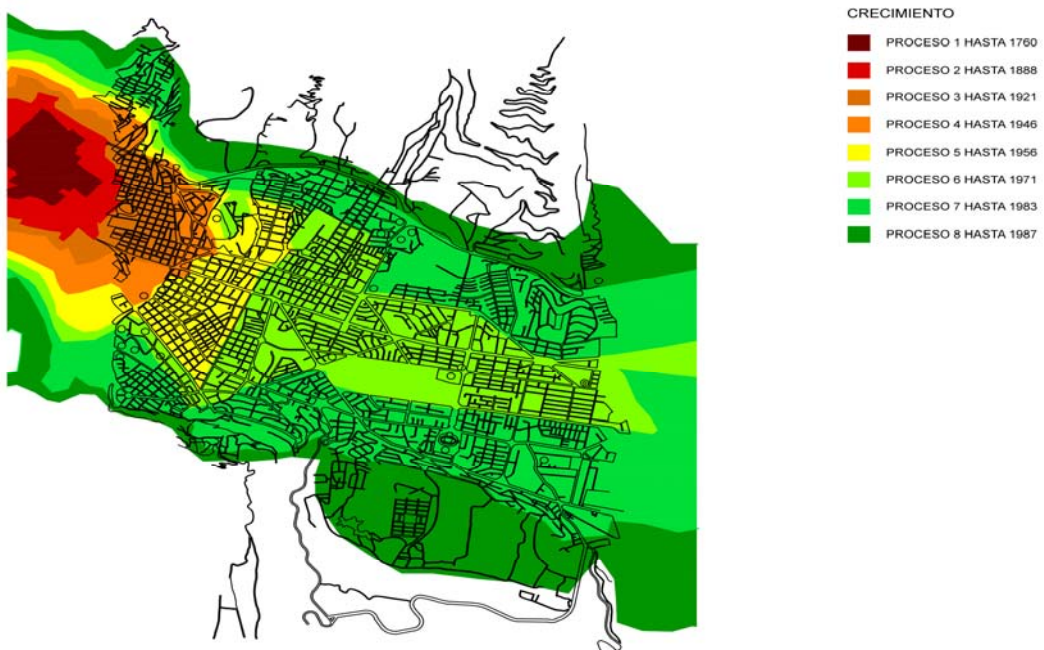 CRECIMIENTO
PROCESO 1 HASTA 1760
PROCESO 2 HASTA 1888
PROCESO 3 HASTA 1921
PROCESO 4 HASTA 1946
PROCESO 5 HASTA 1956
PROCESO 6 HASTA 1971
PROCESO 7 HASTA 1983
PROCESO 8 HASTA 1987